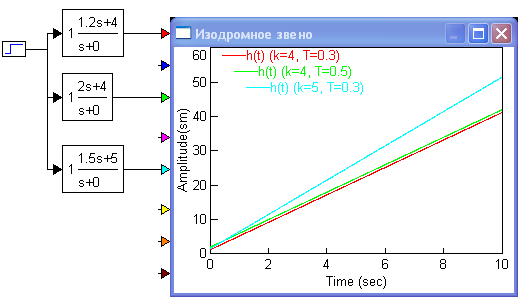 1 1.2s+4
s+0
1 2s+4
s+0
1 1.5s+5
s+0
Изодромное звено
h(t) (k=4, T=0.3)
h(t) (k=4, T=0.5)
h(t) (k=5, T=0.3)
Amplitude(sm)
60
50
40
30
20
10
0
0 2 4 6 8 10
Time (sec)